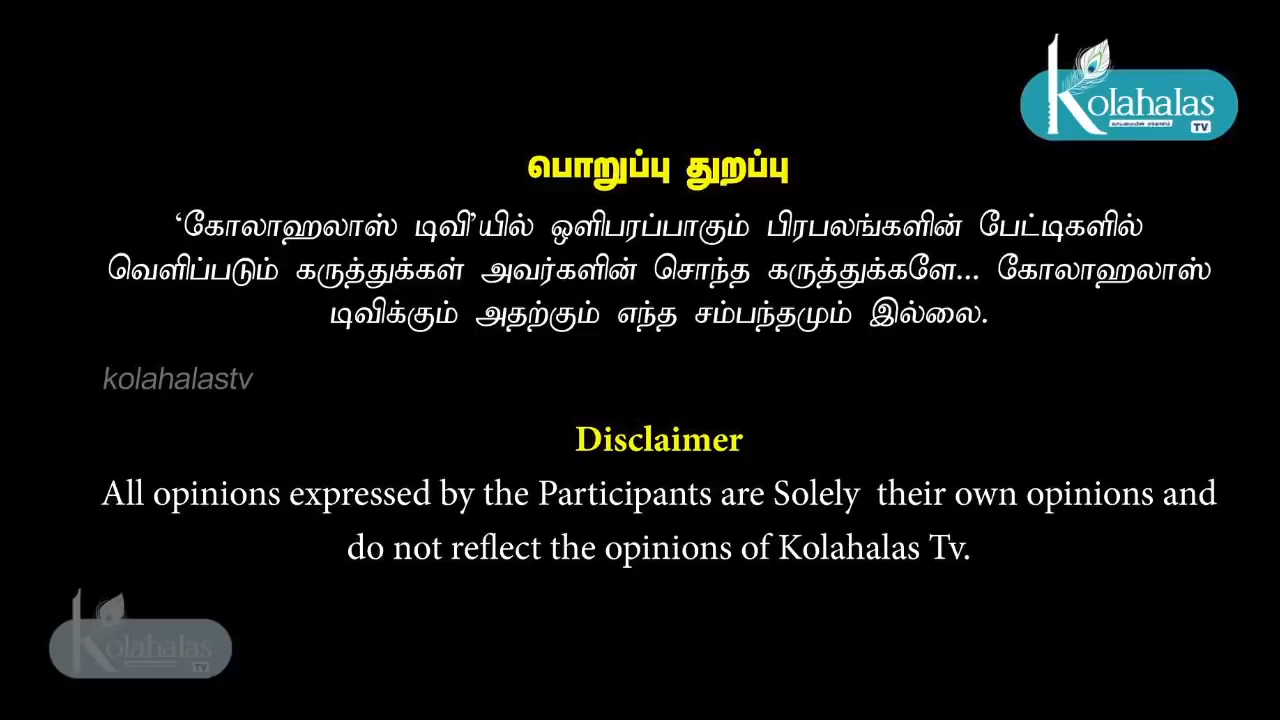 Kolahalas
TV
பொறுப்பு துறப்பு
‘கோலாஹலாஸ் டிவி’யில் ஒளிபரப்பாகும் பிரபலங்களின் பேட்டிகளில்
வெளிப்படும் கருத்துக்கள் அவர்களின் சொந்த கருத்துக்களே... கோலாஹலாஸ்
டிவிக்கும் அதற்கும் எந்த சம்பந்தமும் இல்லை.
kolahalastv
Disclaimer
All opinions expressed by the Participants are Solely their own opinions and
do not reflect the opinions of Kolahalas Tv.
Kolahalas
TV